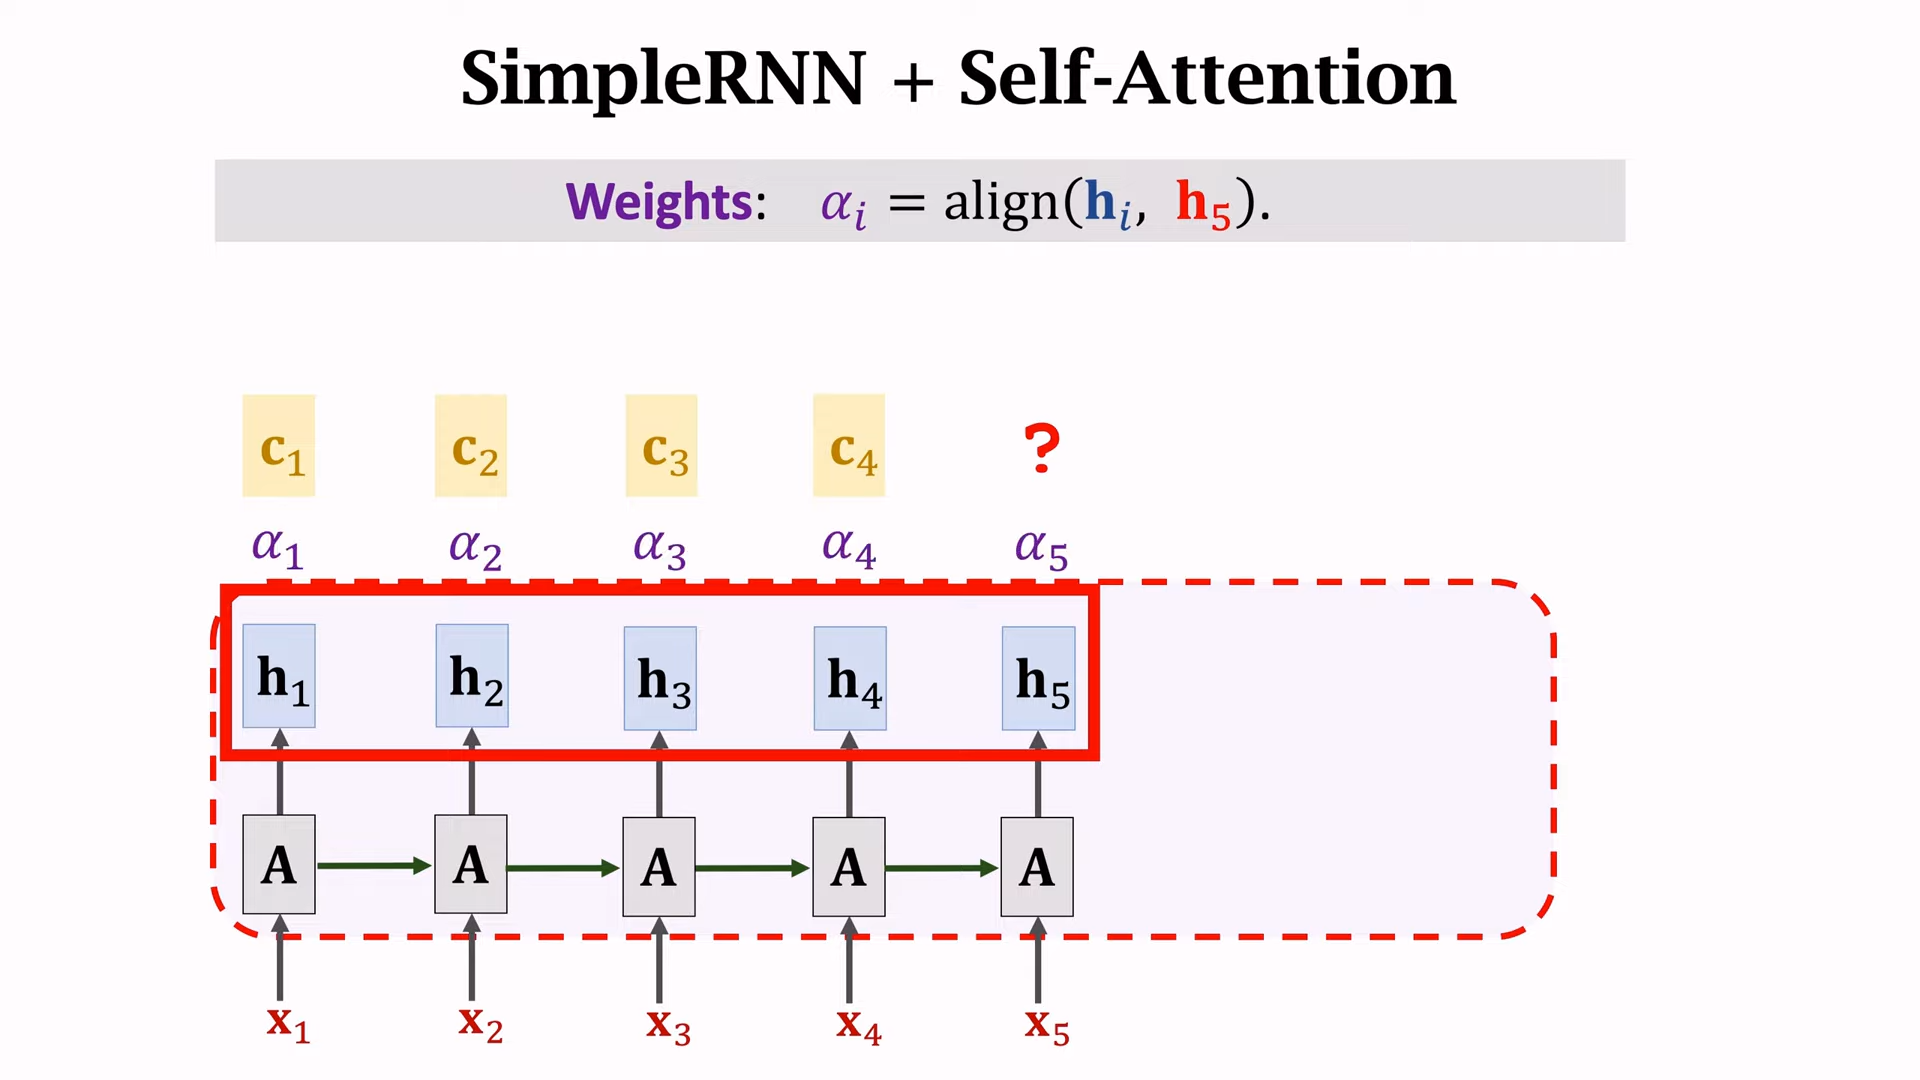 SimpleRNN + Self-Attention
Weights: αᵢ = align(hᵢ, h₅).
c₁ c₂ c₃ c₄ ?
α₁ α₂ α₃ α₄ α₅
h₁ h₂ h₃ h₄ h₅
A A A A A
x₁ x₂ x₃ x₄ x₅